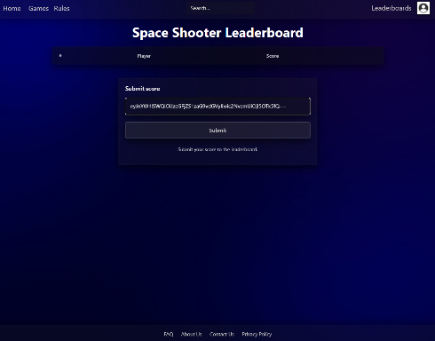 Home Games Rules Search... Leaderboards
Space Shooter Leaderboard
# Player Score
Submit score
Submit
Submit your score to the leaderboard.
FAQ About Us Contact Us Privacy Policy